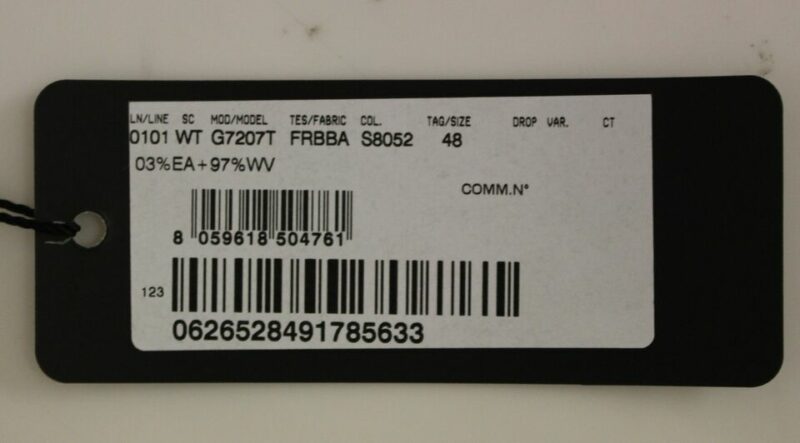 LN/LINE SC MOD/MODEL TES/FABRIC COL. TAG/SIZE DROP VAR. CT
0101 WT G7207T FRBBA S8052 48
03%EA+97%WV
COMM.N°
8 059618 504761
123
0626528491785633